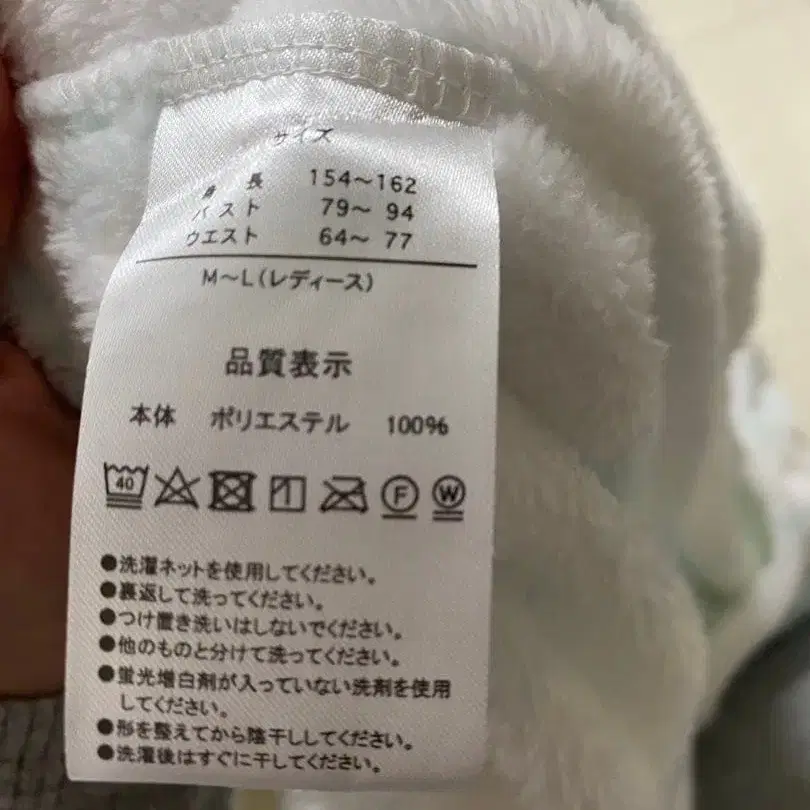 サイズ
身長 154～162
バスト 79～ 94
ウエスト 64～ 77
M～L(レディース)
品質表示
本体 ポリエステル 100%
40 F W
●洗濯ネットを使用してください。
●裏返して洗ってください。
●つけ置き洗いはしないでください。
●他のものと分けて洗ってください。
●蛍光増白剤が入っていない洗剤を使用
してください。
●形を整えてから陰干ししてください。
●洗濯後はすぐに干してください。